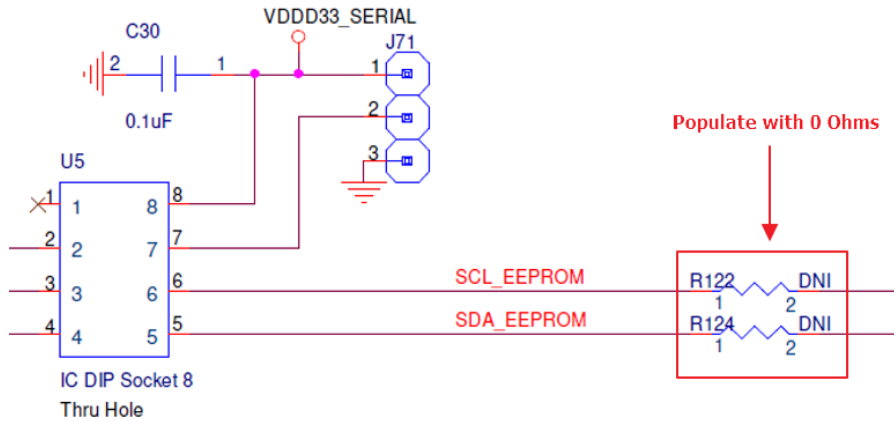 VDDD33_SERIAL
C30
J71
2
1
1
0.1uF
2
Populate with 0 Ohms
3
U5
1
1
8
8
2
2
7
7
3
3
6
6
SCL_EEPROM
R122
DNI
1
2
4
4
5
5
SDA_EEPROM
R124
DNI
1
2
IC DIP Socket 8
Thru Hole